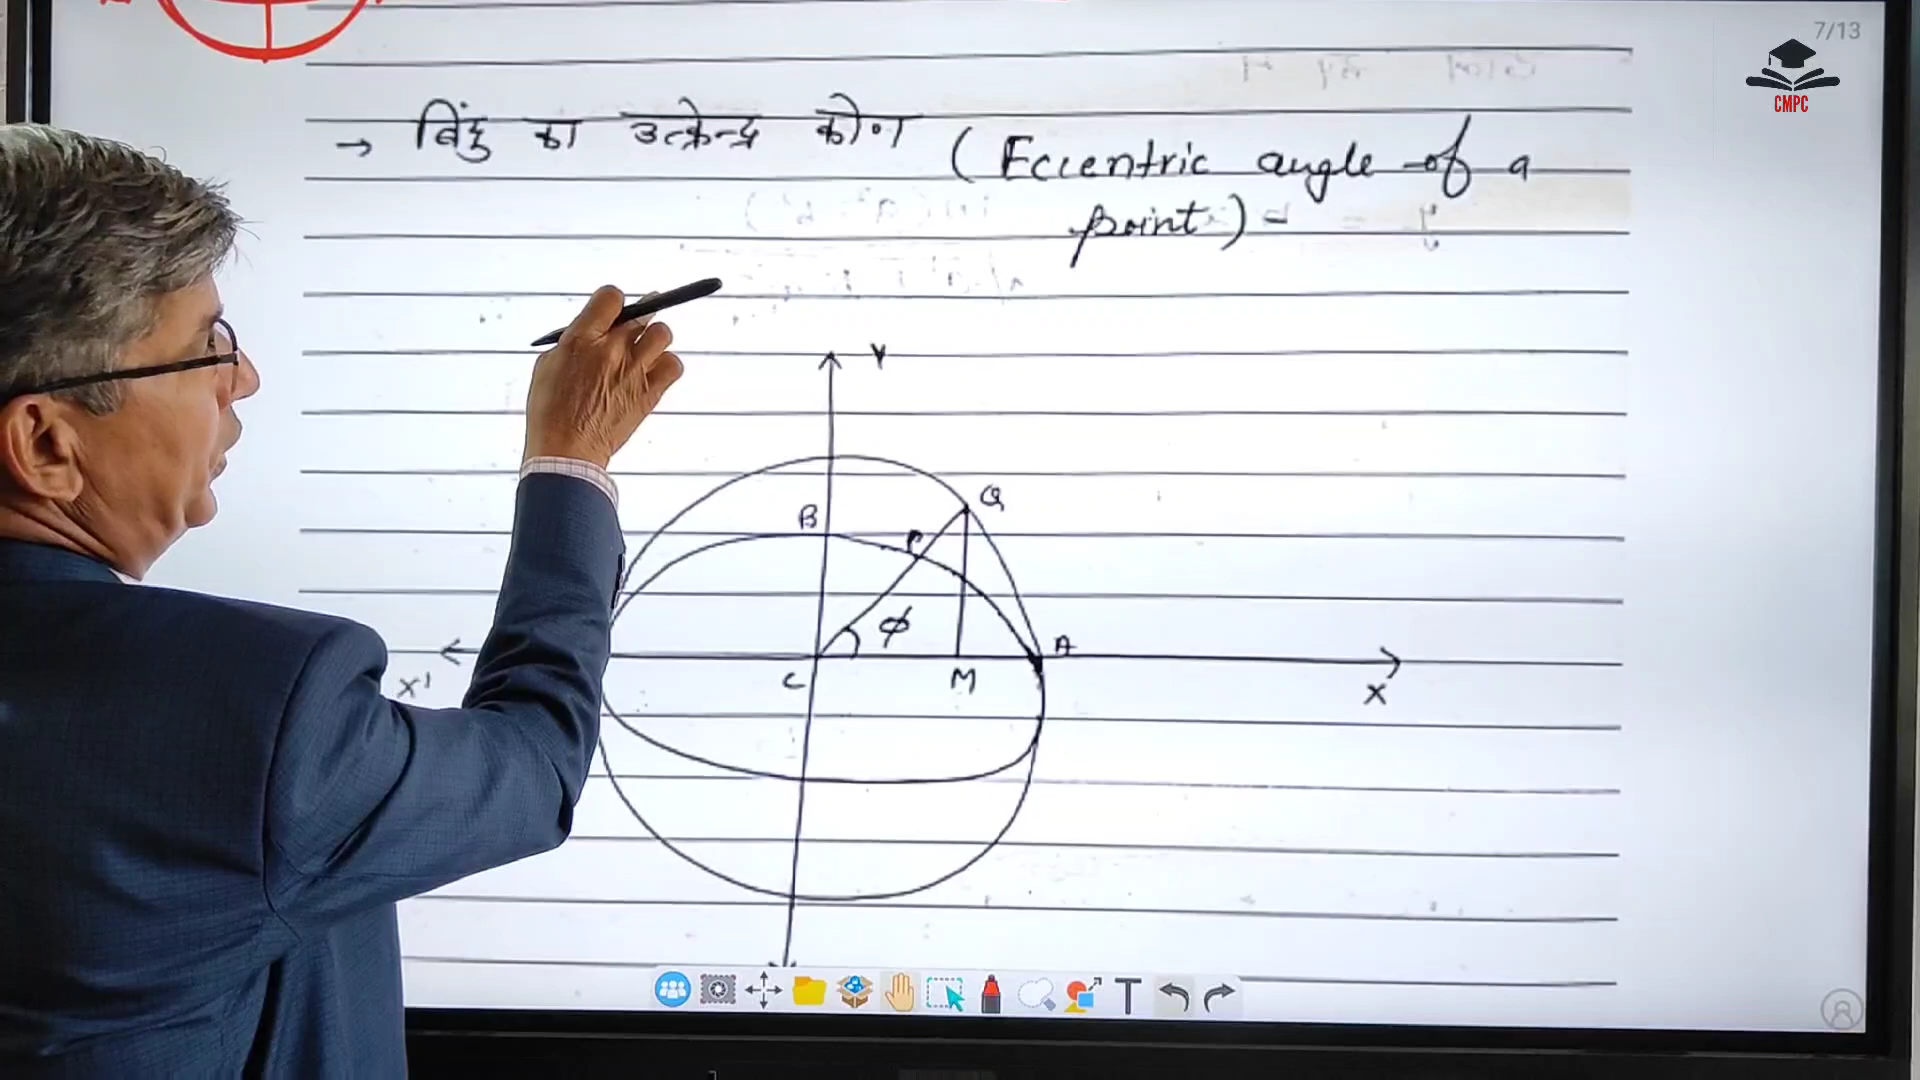 7/13
CMPC
→ बिंदु का उत्केन्द्र कोण (Eccentric angle of a
point) =
Y
Q
B
P
ϕ
A
C
M
X'
X
T